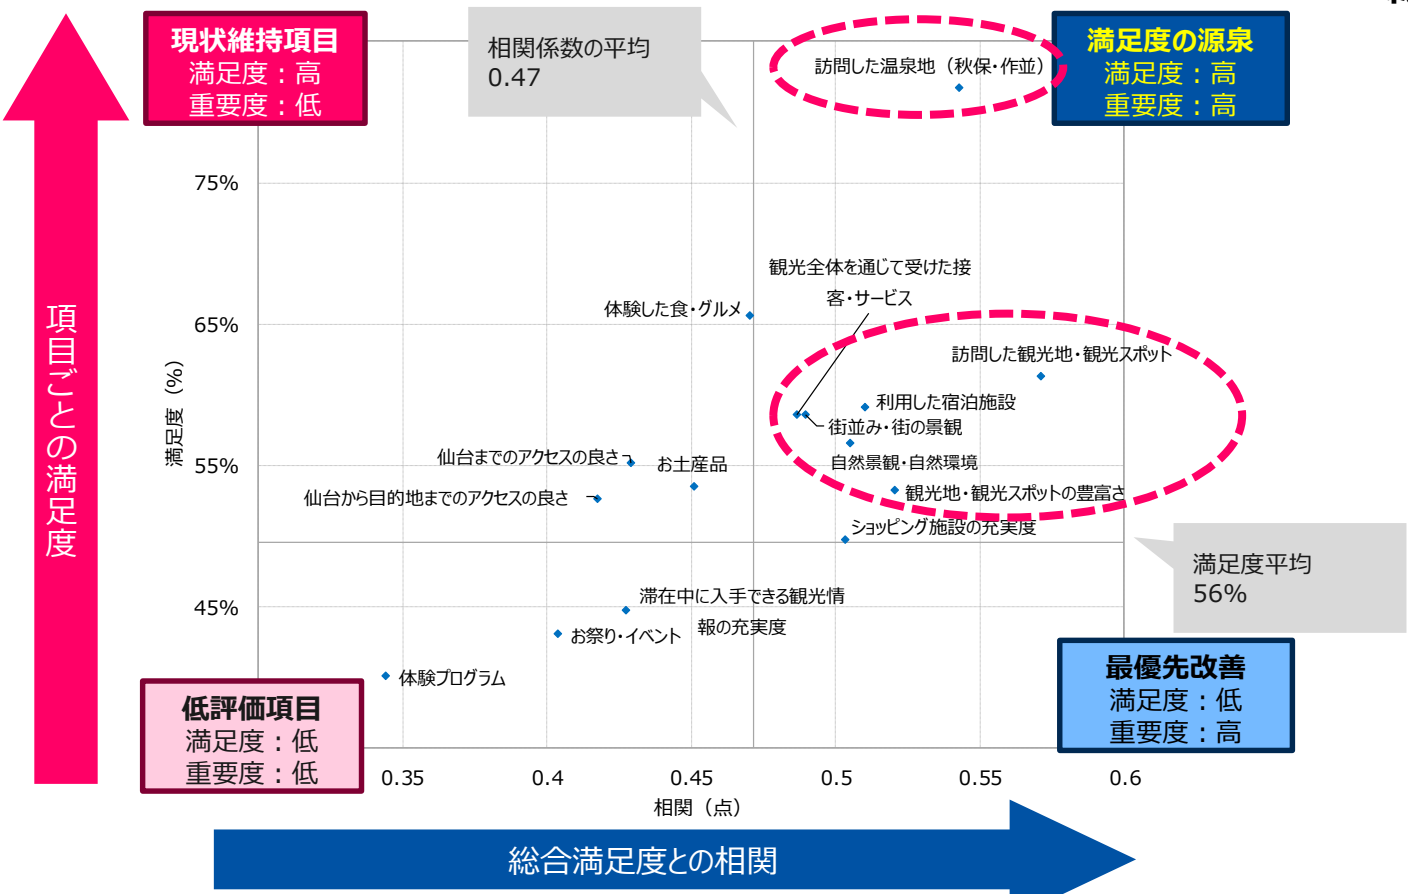 現状維持項目
満足度：高
重要度：低
相関係数の平均
0.47
訪問した温泉地（秋保・作並）
満足度の源泉
満足度：高
重要度：高
75%
観光全体を通じて受けた接
客・サービス
体験した食・グルメ
65%
訪問した観光地・観光スポット
利用した宿泊施設
街並み・街の景観
仙台までのアクセスの良さ
お土産品
自然景観・自然環境
55%
仙台から目的地までのアクセスの良さ
観光地・観光スポットの豊富さ
ショッピング施設の充実度
満足度平均
56%
滞在中に入手できる観光情
報の充実度
45%
お祭り・イベント
体験プログラム
項目ごとの満足度
満足度（%）
低評価項目
満足度：低
重要度：低
最優先改善
満足度：低
重要度：高
0.35
0.4
0.45
0.5
0.55
0.6
相関（点）
総合満足度との相関